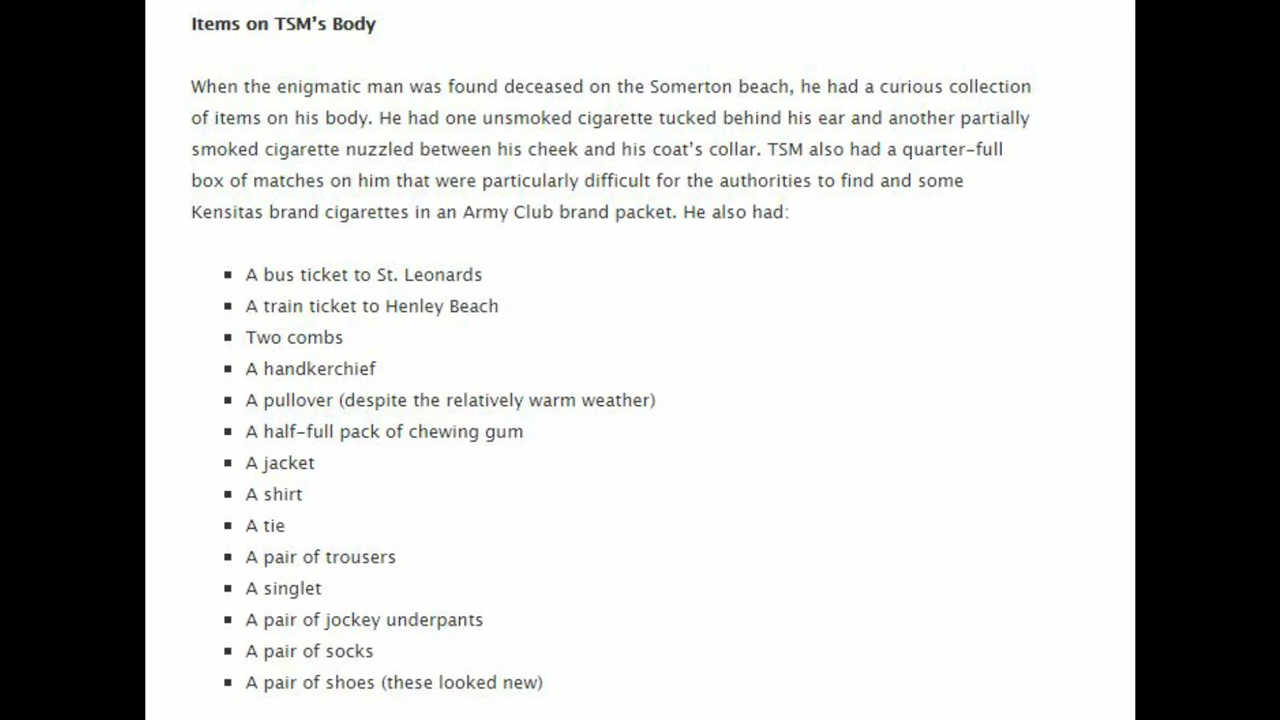 Items on TSM's Body
When the enigmatic man was found deceased on the Somerton beach, he had a curious collection
of items on his body. He had one unsmoked cigarette tucked behind his ear and another partially
smoked cigarette nuzzled between his cheek and his coat's collar. TSM also had a quarter-full
box of matches on him that were particularly difficult for the authorities to find and some
Kensitas brand cigarettes in an Army Club brand packet. He also had:
▪ A bus ticket to St. Leonards
▪ A train ticket to Henley Beach
▪ Two combs
▪ A handkerchief
▪ A pullover (despite the relatively warm weather)
▪ A half-full pack of chewing gum
▪ A jacket
▪ A shirt
▪ A tie
▪ A pair of trousers
▪ A singlet
▪ A pair of jockey underpants
▪ A pair of socks
▪ A pair of shoes (these looked new)